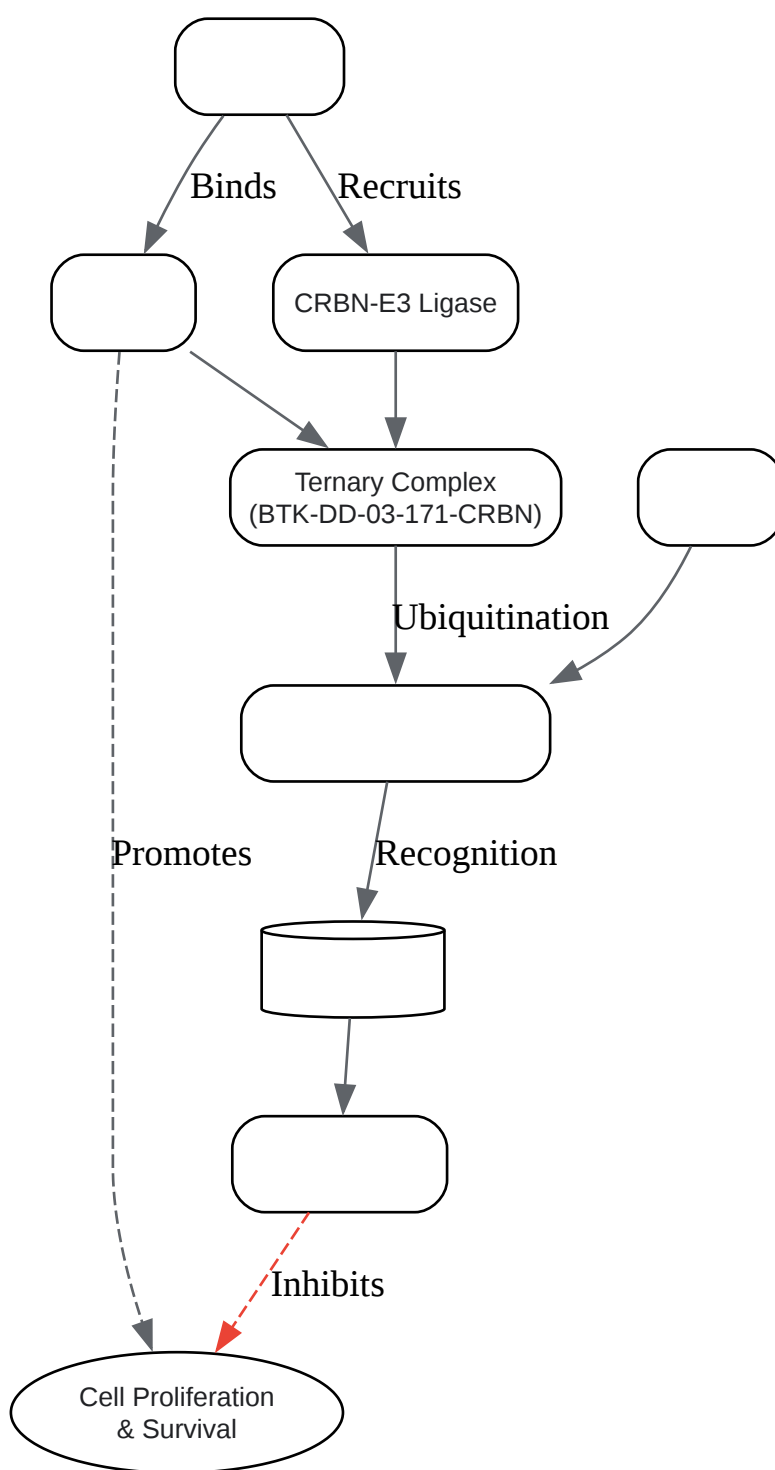 Binds
Recruits
CRBN-E3 Ligase
Ternary Complex
(BTK-DD-03-171-CRBN)
Ubiquitination
Promotes
Recognition
Inhibits
Cell Proliferation
& Survival